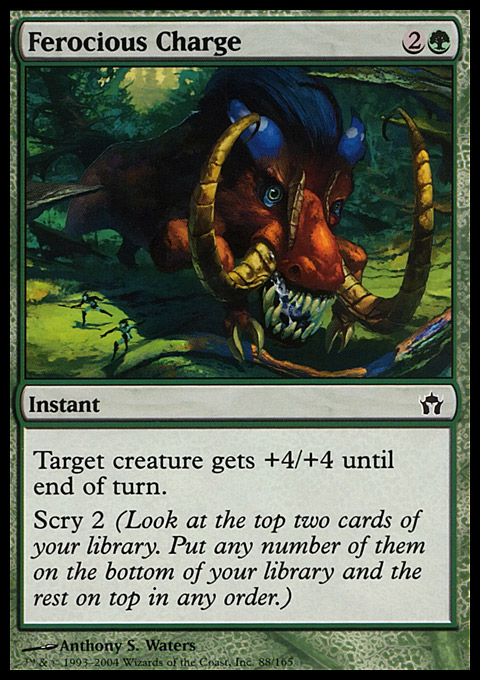 Ferocious Charge 2
Instant
Target creature gets +4/+4 until
end of turn.
Scry 2 (Look at the top two cards of
your library. Put any number of them
on the bottom of your library and the
rest on top in any order.)
Anthony S. Waters
™ & © 1993–2004 Wizards of the Coast, Inc. 88/165